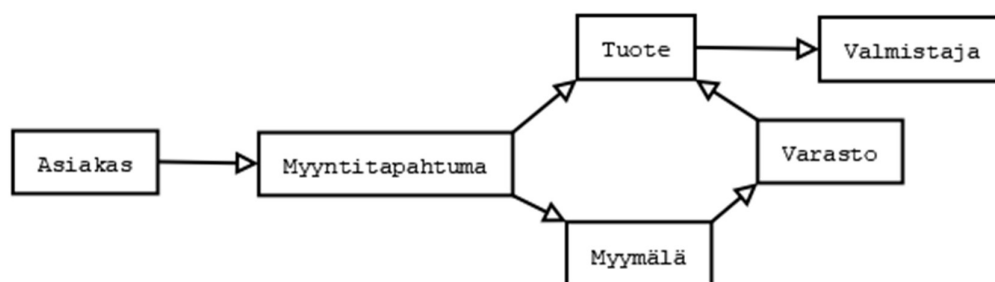 Tuote
Valmistaja
Asiakas
Myyntitapahtuma
Varasto
Myymälä